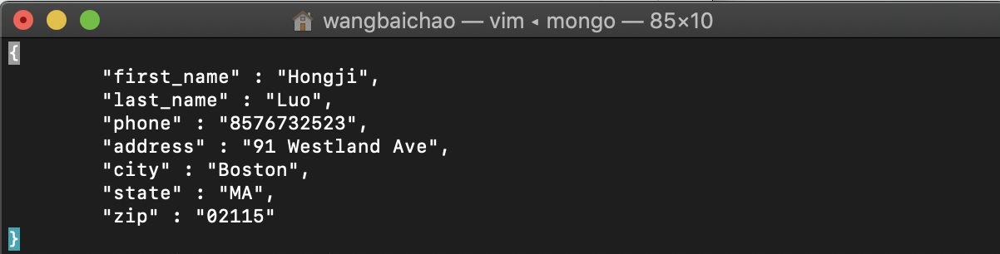 wangbaichao — vim ◂ mongo — 85×10
{
        "first_name" : "Hongji",
        "last_name" : "Luo",
        "phone" : "8576732523",
        "address" : "91 Westland Ave",
        "city" : "Boston",
        "state" : "MA",
        "zip" : "02115"
}